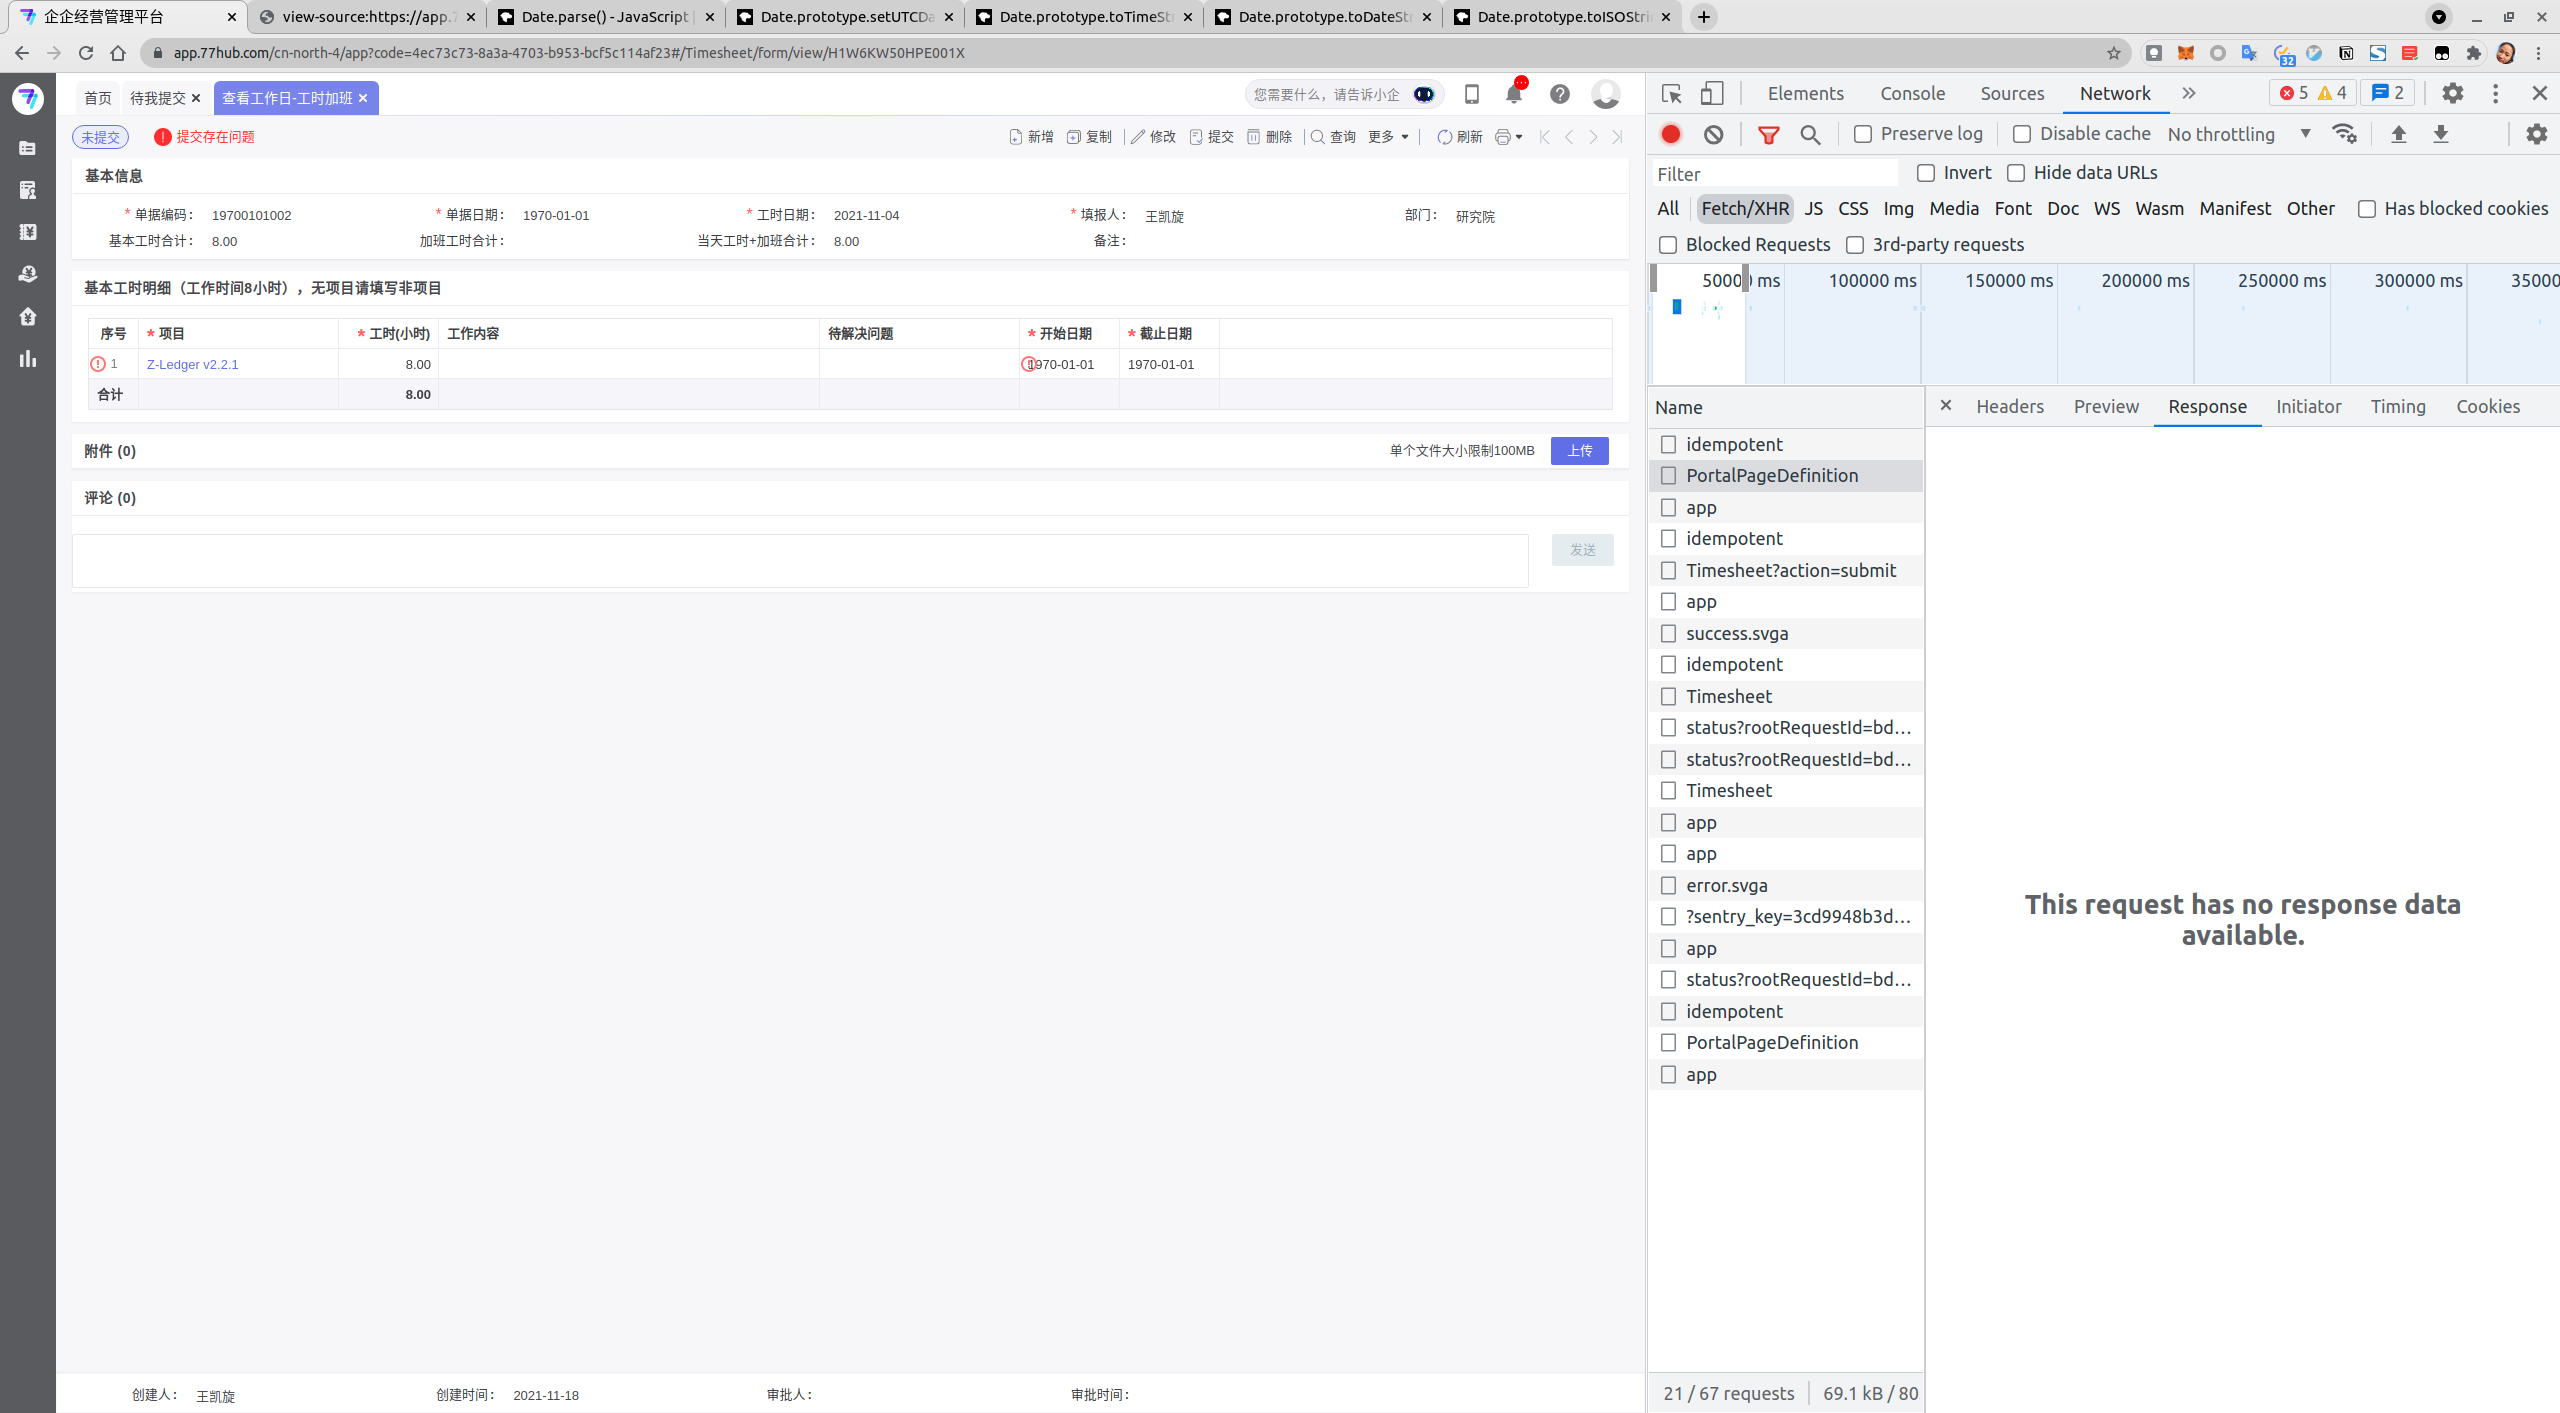 企企经营管理平台
view-source:https://app.7
Date.parse() - JavaScript |
Date.prototype.setUTCDa
Date.prototype.toTimeStr
Date.prototype.toDateStr
Date.prototype.toISOStrin
app.77hub.com/cn-north-4/app?code=4ec73c73-8a3a-4703-b953-bcf5c114af23#/Timesheet/form/view/H1W6KW50HPE001X
32
首页
待我提交
查看工作日-工时加班
您需要什么，请告诉小企
未提交
提交存在问题
新增
复制
修改
提交
删除
查询
更多
刷新
基本信息
* 单据编码: 19700101002
* 单据日期: 1970-01-01
* 工时日期: 2021-11-04
* 填报人: 王凯旋
部门: 研究院
基本工时合计: 8.00
加班工时合计:
当天工时+加班合计: 8.00
备注:
基本工时明细（工作时间8小时），无项目请填写非项目
序号 * 项目 * 工时(小时) 工作内容 待解决问题 * 开始日期 * 截止日期
1 Z-Ledger v2.2.1 8.00 1970-01-01 1970-01-01
合计 8.00
附件 (0)
单个文件大小限制100MB
上传
评论 (0)
发送
创建人: 王凯旋
创建时间: 2021-11-18
审批人:
审批时间:
Elements Console Sources Network
5 4 2
Preserve log Disable cache No throttling
Filter
Invert Hide data URLs
All Fetch/XHR JS CSS Img Media Font Doc WS Wasm Manifest Other Has blocked cookies
Blocked Requests 3rd-party requests
50000 ms 100000 ms 150000 ms 200000 ms 250000 ms 300000 ms 35000
Name
Headers Preview Response Initiator Timing Cookies
idempotent
PortalPageDefinition
app
idempotent
Timesheet?action=submit
app
success.svga
idempotent
Timesheet
status?rootRequestId=bd…
status?rootRequestId=bd…
Timesheet
app
app
error.svga
?sentry_key=3cd9948b3d…
app
status?rootRequestId=bd…
idempotent
PortalPageDefinition
app
This request has no response data
available.
21 / 67 requests
69.1 kB / 80